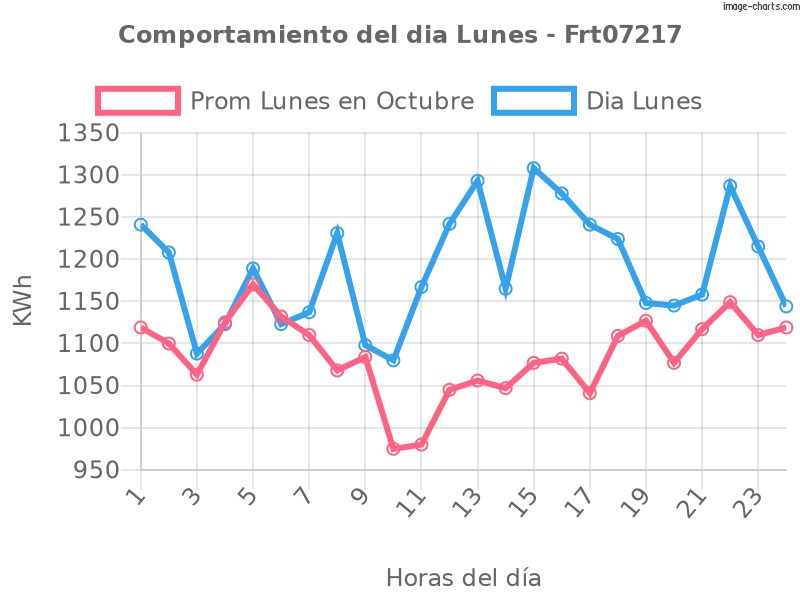 image-charts.com
Comportamiento del dia Lunes - Frt07217
Prom Lunes en Octubre
Dia Lunes
1350
1300
1250
1200
1150
1100
1050
1000
950
KWh
1 3 5 7 9 11 13 15 17 19 21 23
Horas del día